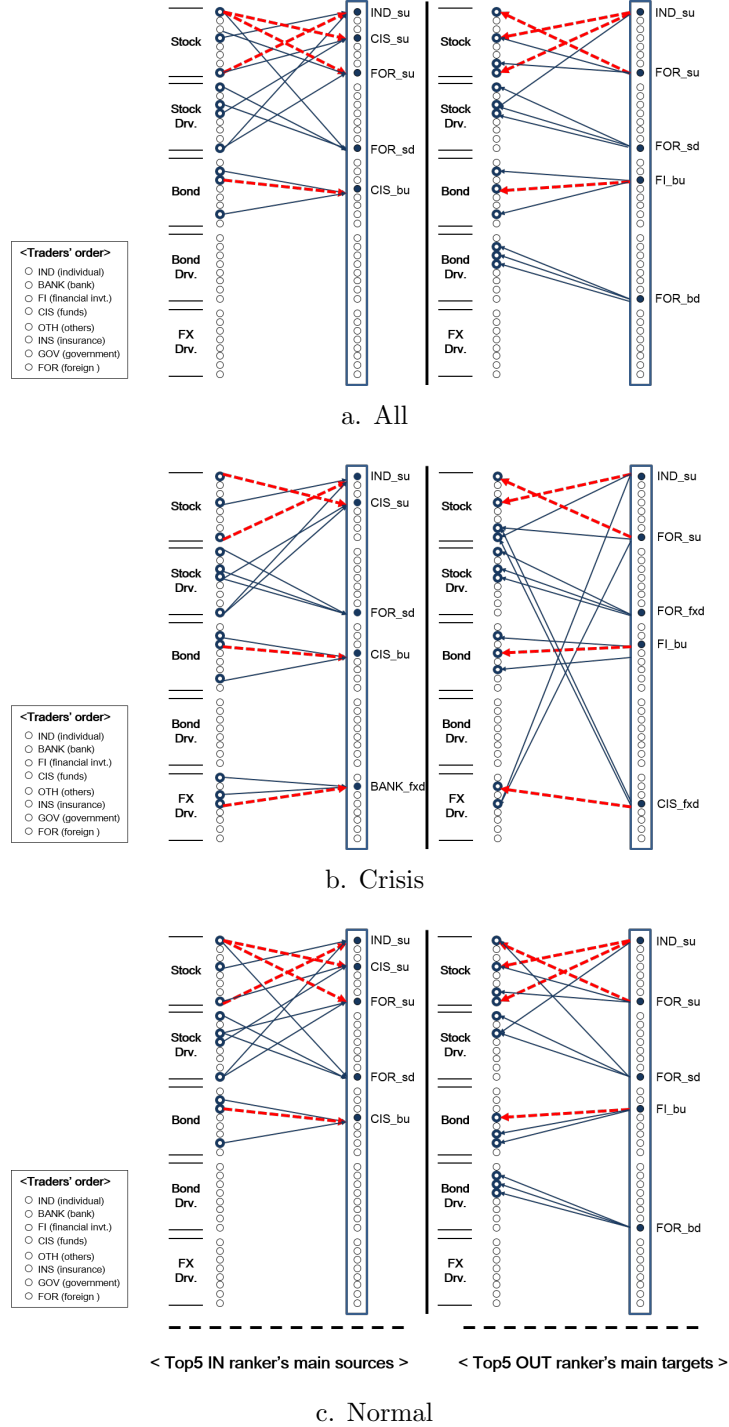 Stock
Stock
Drv.
Bond
Bond
Drv.
FX
Drv.
<Traders' order>
IND (individual)
BANK (bank)
FI (financial invt.)
CIS (funds)
OTH (others)
INS (insurance)
GOV (government)
FOR (foreign )
IND_su
CIS_su
FOR_su
FOR_sd
CIS_bu
Stock
Stock
Drv.
Bond
Bond
Drv.
FX
Drv.
IND_su
FOR_su
FOR_sd
FI_bu
FOR_bd
a. All
Stock
Stock
Drv.
Bond
Bond
Drv.
FX
Drv.
<Traders' order>
IND (individual)
BANK (bank)
FI (financial invt.)
CIS (funds)
OTH (others)
INS (insurance)
GOV (government)
FOR (foreign )
IND_su
CIS_su
FOR_sd
CIS_bu
BANK_fxd
Stock
Stock
Drv.
Bond
Bond
Drv.
FX
Drv.
IND_su
FOR_su
FOR_fxd
FI_bu
CIS_fxd
b. Crisis
Stock
Stock
Drv.
Bond
Bond
Drv.
FX
Drv.
<Traders' order>
IND (individual)
BANK (bank)
FI (financial invt.)
CIS (funds)
OTH (others)
INS (insurance)
GOV (government)
FOR (foreign )
IND_su
CIS_su
FOR_su
FOR_sd
CIS_bu
Stock
Stock
Drv.
Bond
Bond
Drv.
FX
Drv.
IND_su
FOR_su
FOR_sd
FI_bu
FOR_bd
< Top5 IN ranker's main sources >
< Top5 OUT ranker's main targets >
c. Normal